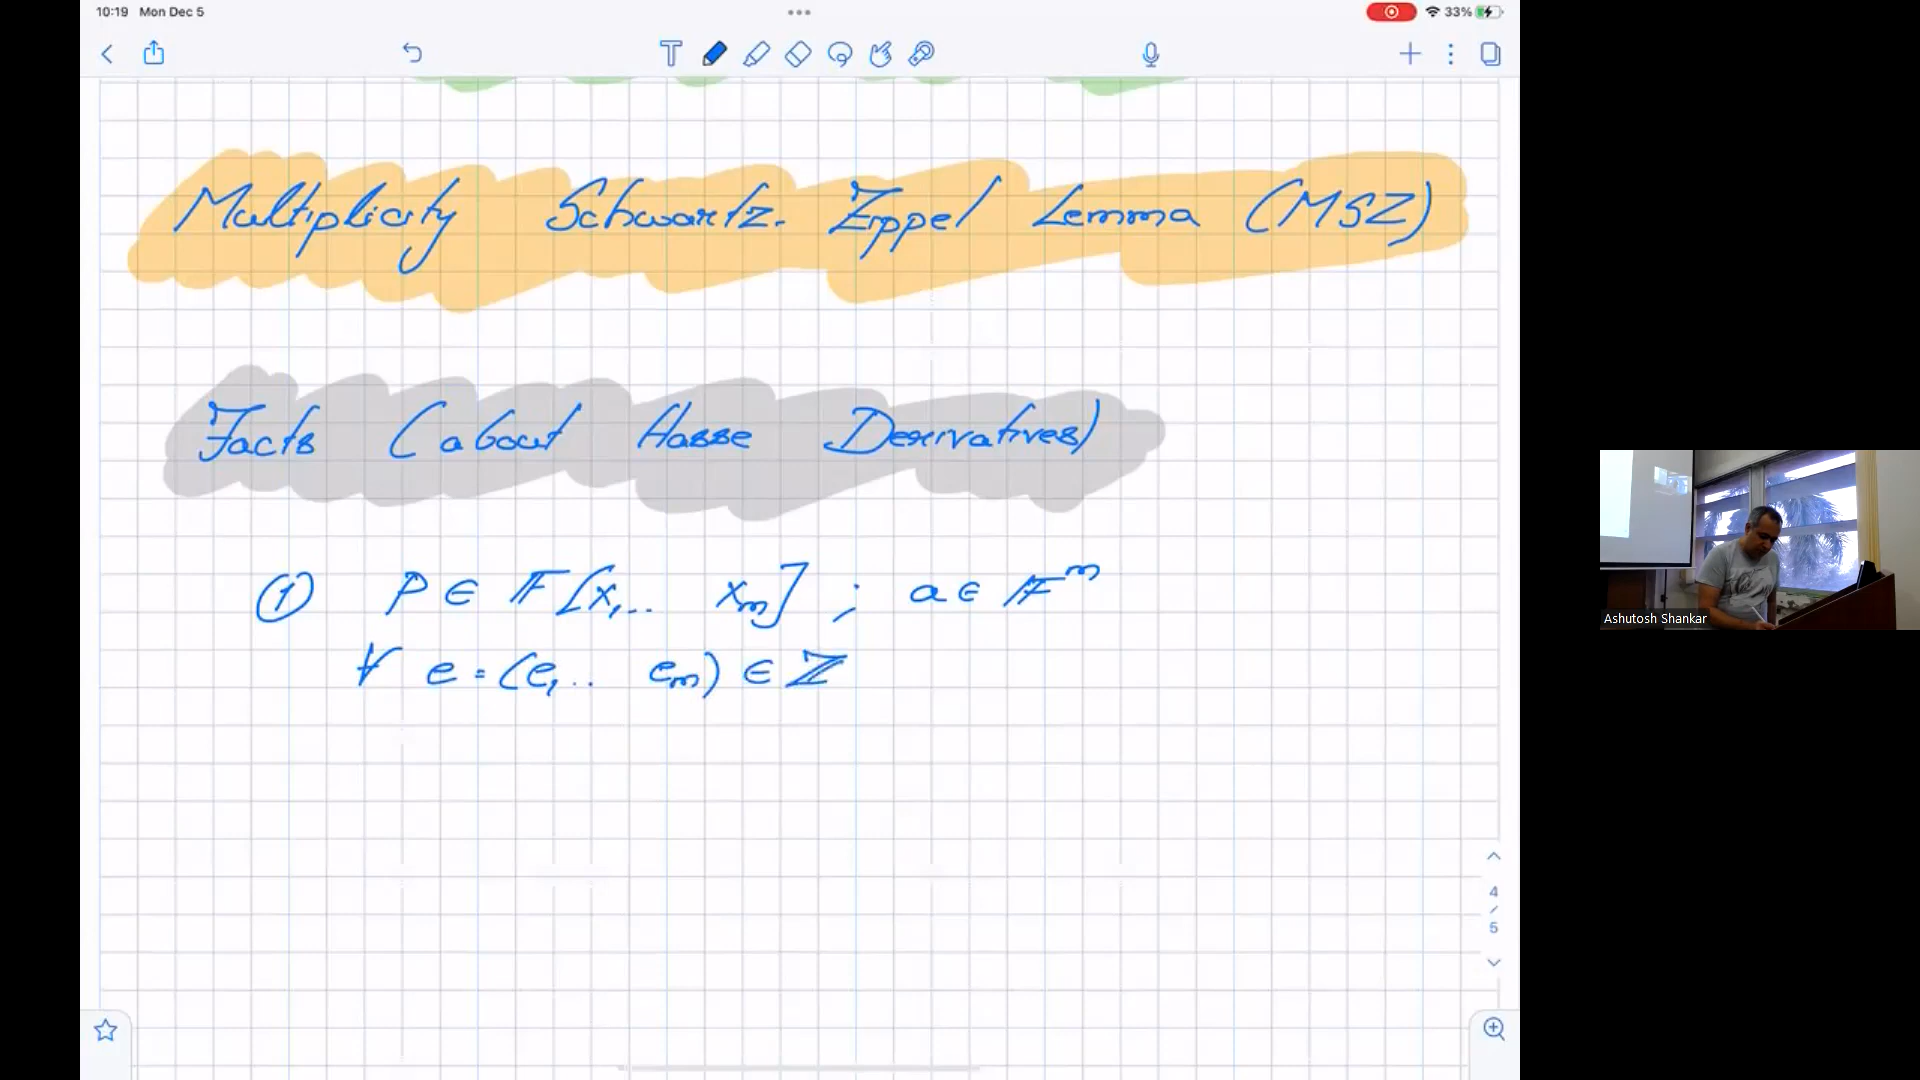 10:19 Mon Dec 5
33%
T
Multiplicity Schwartz-Zippel Lemma (MSZ)
Facts (about Hasse Derivatives)
① P ∈ 𝔽[x₁.. xₘ] ; a ∈ 𝔽ᵐ
∀ e = (e₁.. eₘ) ∈ ℤ
4
/
5
Ashutosh Shankar